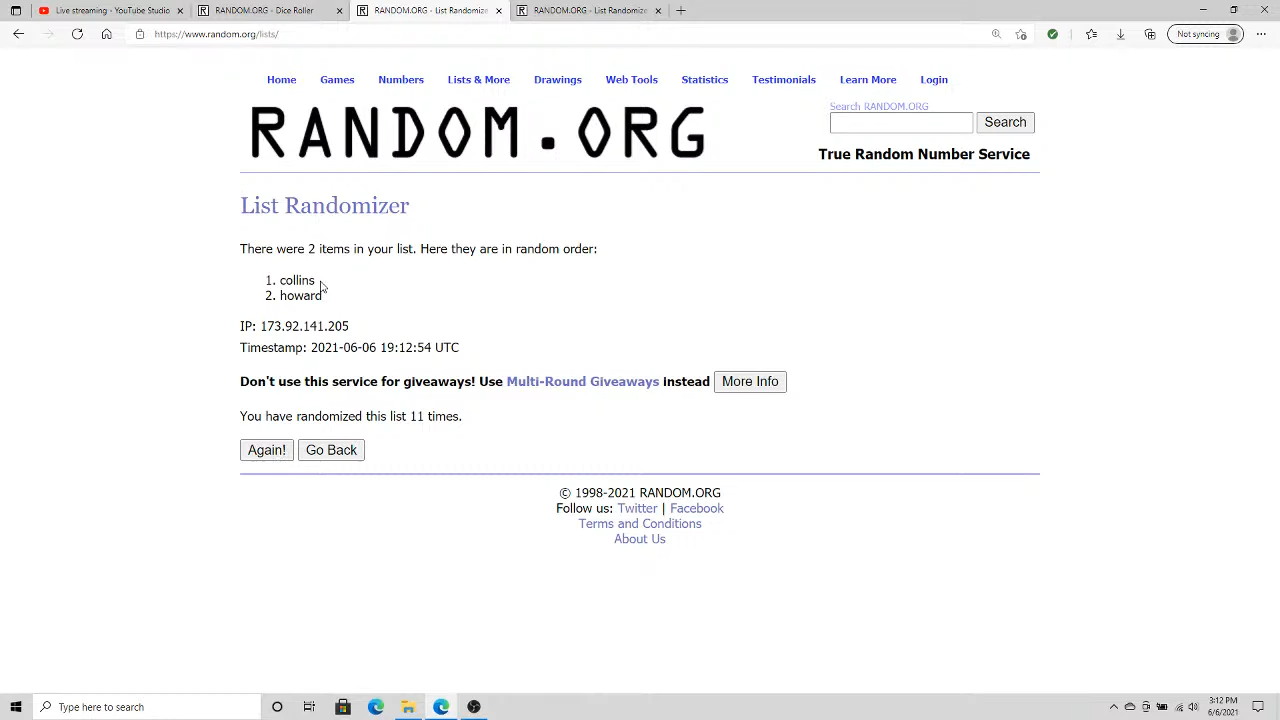 Live streaming - YouTube Studio
RANDOM.ORG - Dice Roller
RANDOM.ORG - List Randomizer
RANDOM.ORG - List Randomize
https://www.random.org/lists/
Not syncing
Home Games Numbers Lists & More Drawings Web Tools Statistics Testimonials Learn More Login
RANDOM.ORG
Search RANDOM.ORG
Search
True Random Number Service
List Randomizer
There were 2 items in your list. Here they are in random order:
1. collins
2. howard
IP: 173.92.141.205
Timestamp: 2021-06-06 19:12:54 UTC
Don't use this service for giveaways! Use Multi-Round Giveaways instead More Info
You have randomized this list 11 times.
Again! Go Back
© 1998-2021 RANDOM.ORG
Follow us: Twitter | Facebook
Terms and Conditions
About Us
Type here to search
3:12 PM
6/6/2021